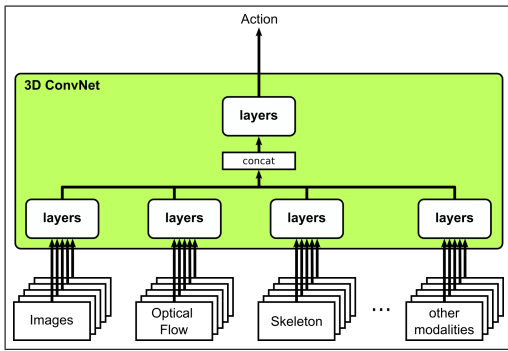 Action
3D ConvNet
layers
concat
layers
layers
layers
layers
Images
Optical
Flow
Skeleton
...
other
modalities